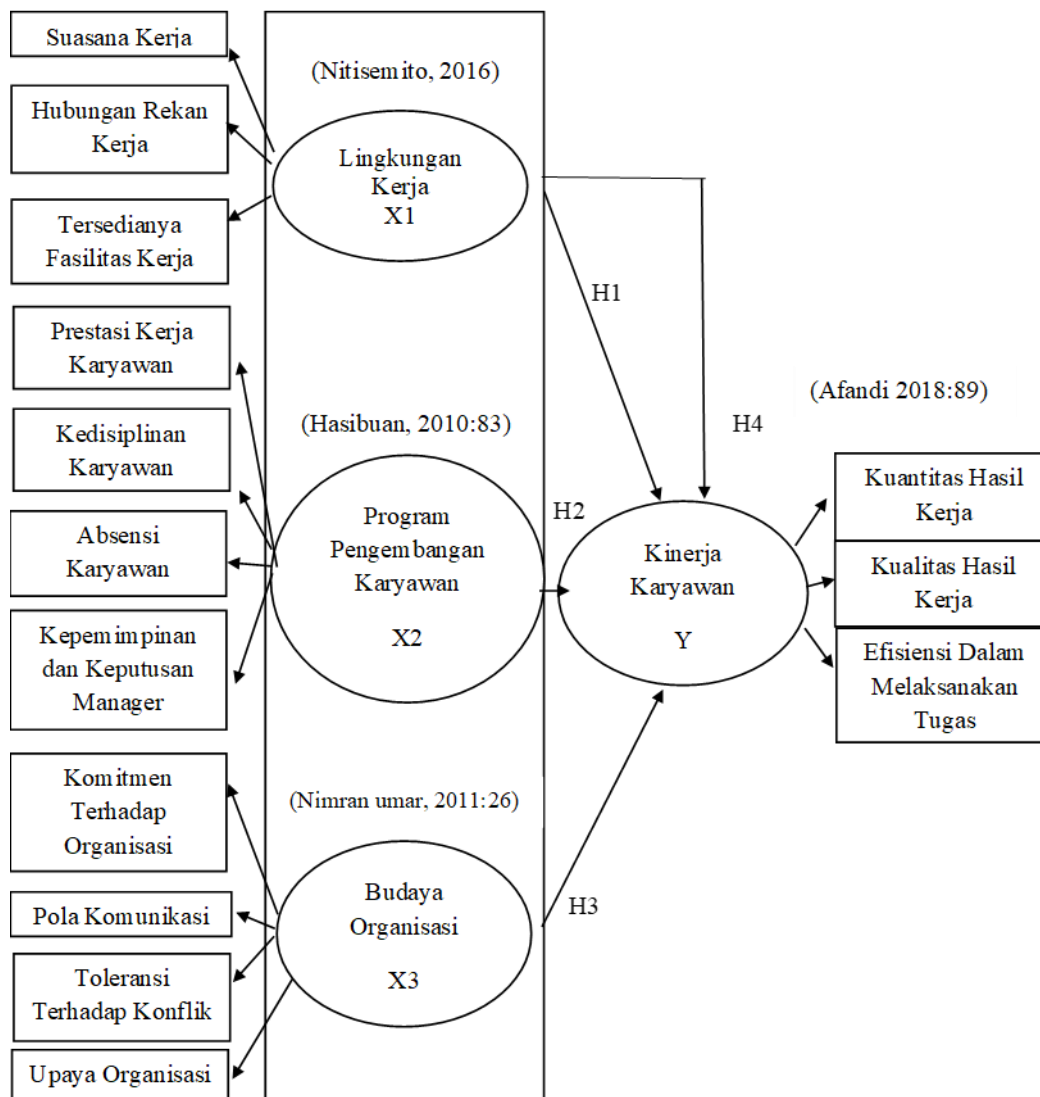 Suasana Kerja
Hubungan Rekan
Kerja
Tersedianya
Fasilitas Kerja
Prestasi Kerja
Karyawan
Kedisiplinan
Karyawan
Absensi
Karyawan
Kepemimpinan
dan Keputusan
Manager
Komitmen
Terhadap
Organisasi
Pola Komunikasi
Toleransi
Terhadap Konflik
Upaya Organisasi
(Nitisemito, 2016)
Lingkungan
Kerja
X1
(Hasibuan, 2010:83)
Program
Pengembangan
Karyawan
X2
(Nimran umar, 2011:26)
Budaya
Organisasi
X3
H1
H4
H2
H3
Kinerja
Karyawan
Y
(Afandi 2018:89)
Kuantitas Hasil
Kerja
Kualitas Hasil
Kerja
Efisiensi Dalam
Melaksanakan
Tugas